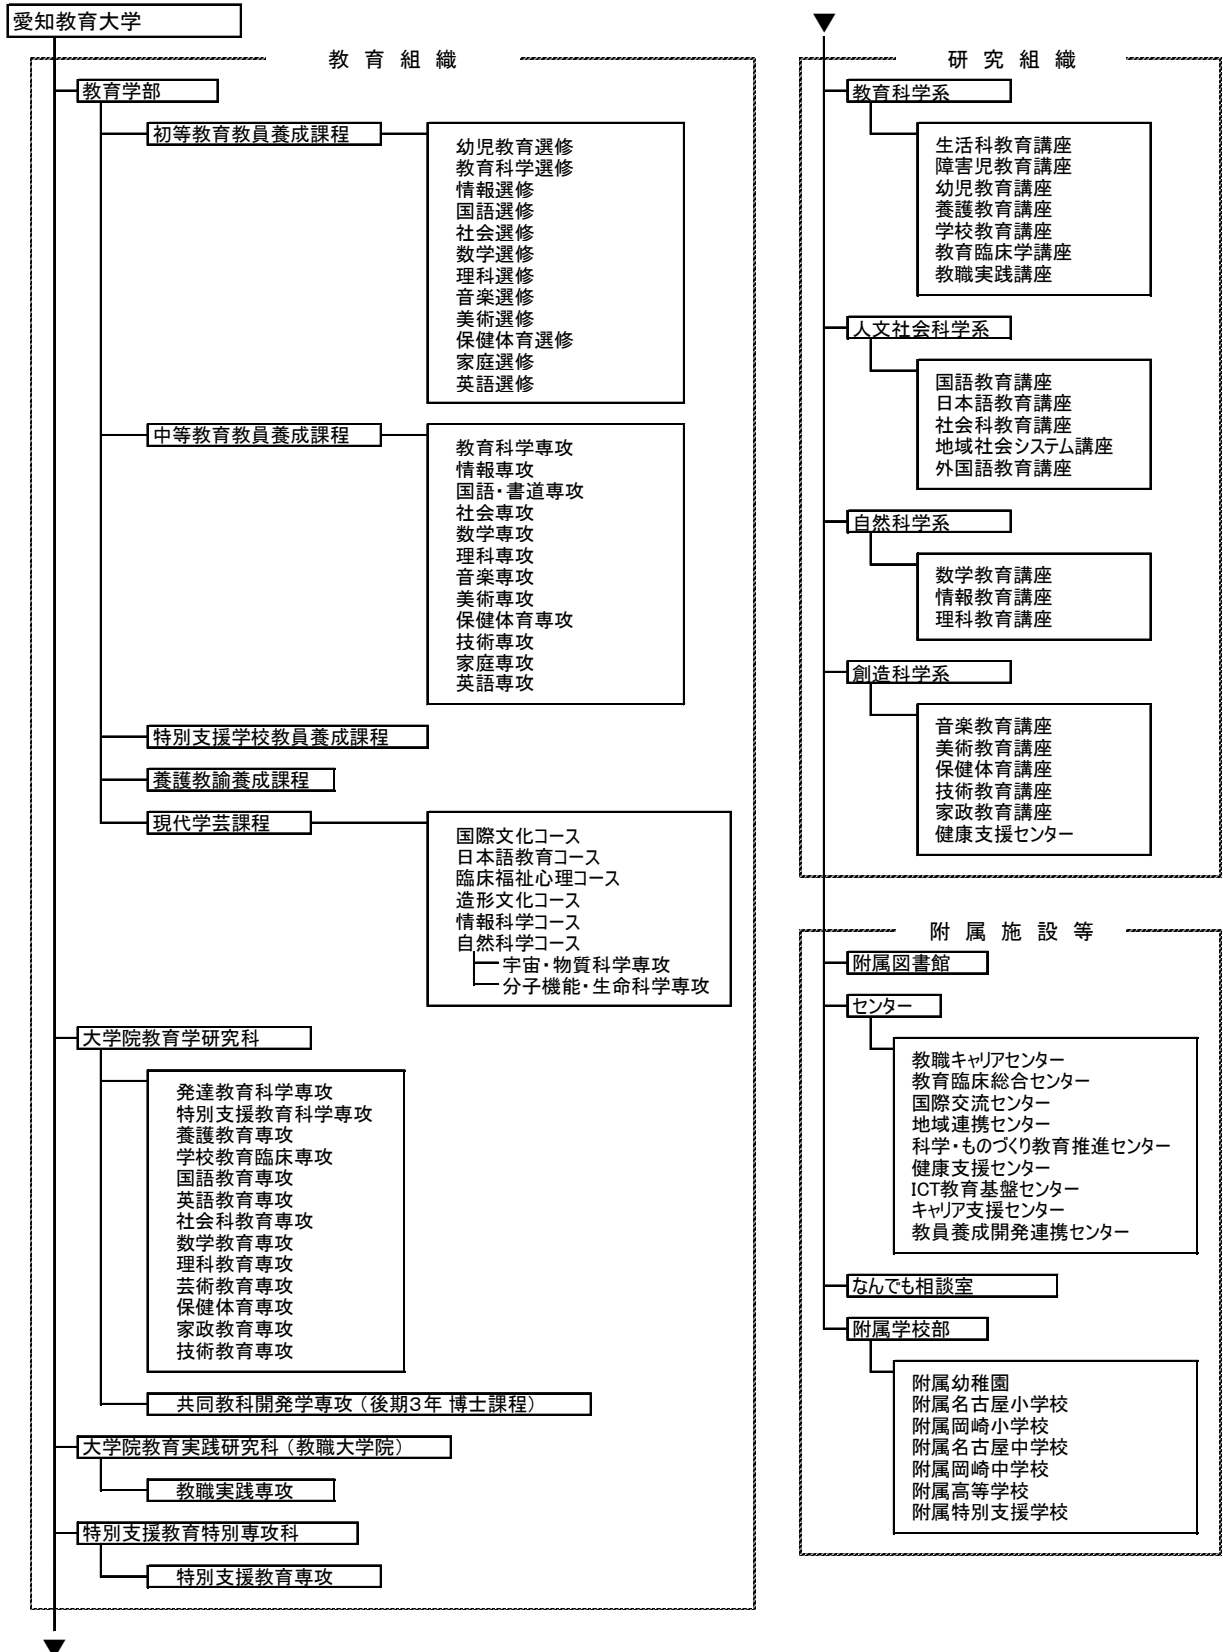 愛知教育大学
教育組織
教育学部
初等教育教員養成課程
幼児教育選修
教育科学選修
情報選修
国語選修
社会選修
数学選修
理科選修
音楽選修
美術選修
保健体育選修
家庭選修
英語選修
中等教育教員養成課程
教育科学専攻
情報専攻
国語・書道専攻
社会専攻
数学専攻
理科専攻
音楽専攻
美術専攻
保健体育専攻
技術専攻
家庭専攻
英語専攻
特別支援学校教員養成課程
養護教諭養成課程
現代学芸課程
国際文化コース
日本語教育コース
臨床福祉心理コース
造形文化コース
情報科学コース
自然科学コース
宇宙・物質科学専攻
分子機能・生命科学専攻
大学院教育学研究科
発達教育科学専攻
特別支援教育科学専攻
養護教育専攻
学校教育臨床専攻
国語教育専攻
英語教育専攻
社会科教育専攻
数学教育専攻
理科教育専攻
芸術教育専攻
保健体育専攻
家政教育専攻
技術教育専攻
共同教科開発学専攻（後期３年 博士課程）
大学院教育実践研究科（教職大学院）
教職実践専攻
特別支援教育特別専攻科
特別支援教育専攻
▼
▼
研究組織
教育科学系
生活科教育講座
障害児教育講座
幼児教育講座
養護教育講座
学校教育講座
教育臨床学講座
教職実践講座
人文社会科学系
国語教育講座
日本語教育講座
社会科教育講座
地域社会システム講座
外国語教育講座
自然科学系
数学教育講座
情報教育講座
理科教育講座
創造科学系
音楽教育講座
美術教育講座
保健体育講座
技術教育講座
家政教育講座
健康支援センター
附属施設等
附属図書館
センター
教職キャリアセンター
教育臨床総合センター
国際交流センター
地域連携センター
科学・ものづくり教育推進センター
健康支援センター
ICT教育基盤センター
キャリア支援センター
教員養成開発連携センター
なんでも相談室
附属学校部
附属幼稚園
附属名古屋小学校
附属岡崎小学校
附属名古屋中学校
附属岡崎中学校
附属高等学校
附属特別支援学校